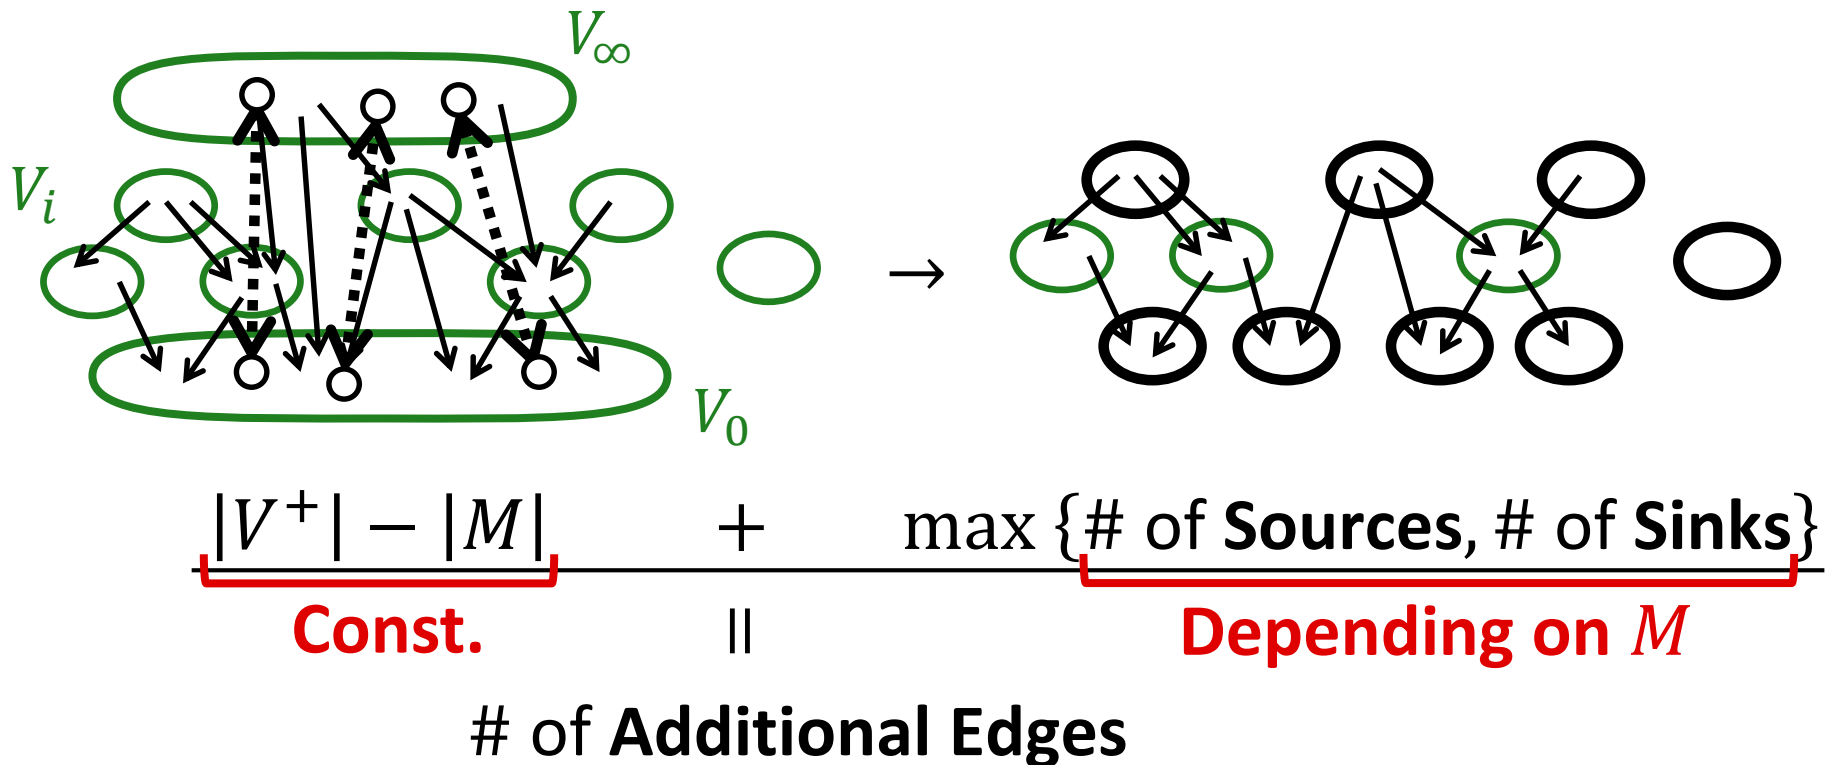 V∞
Vi
V0
→
|V⁺| − |M| + max {# of Sources, # of Sinks}
Const. || Depending on M
# of Additional Edges